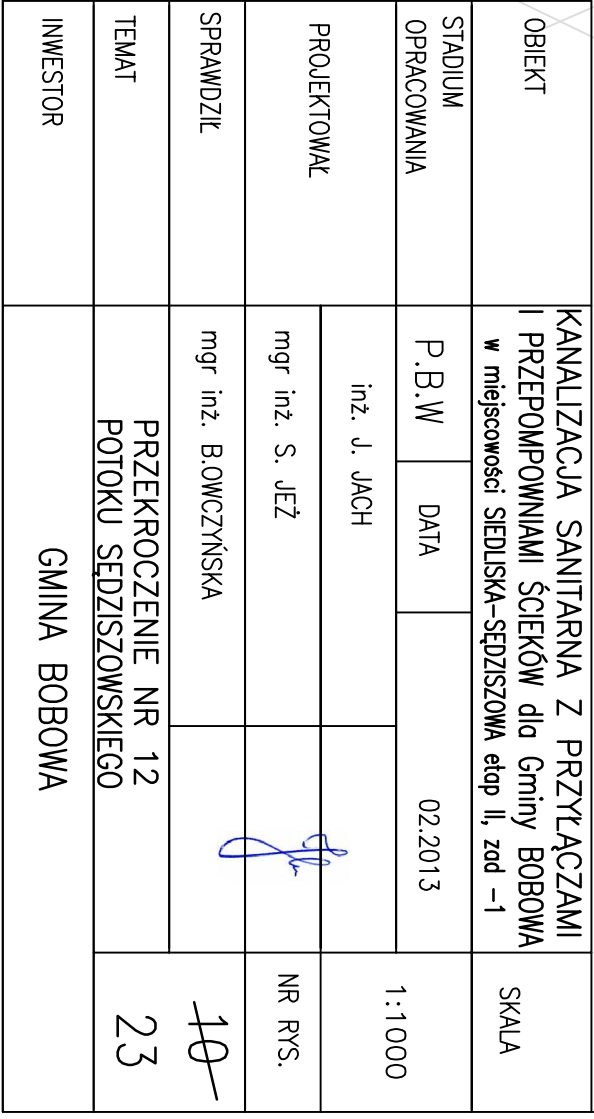 OBIEKT
KANALIZACJA SANITARNA Z PRZYŁĄCZAMI
I PRZEPOMPOWNIAMI ŚCIEKÓW dla Gminy BOBOWA
w miejscowości SIEDLISKA-SĘDZISZOWA etap II, zad -1
SKALA
STADIUM
OPRACOWANIA
P.B.W
DATA
02.2013
1:1000
PROJEKTOWAŁ
inż. J. JACH
mgr inż. S. JEŻ
NR RYS.
SPRAWDZIŁ
mgr inż. B.OWCZYŃSKA
10
TEMAT
PRZEKROCZENIE NR 12
POTOKU SĘDZISZOWSKIEGO
23
INWESTOR
GMINA BOBOWA